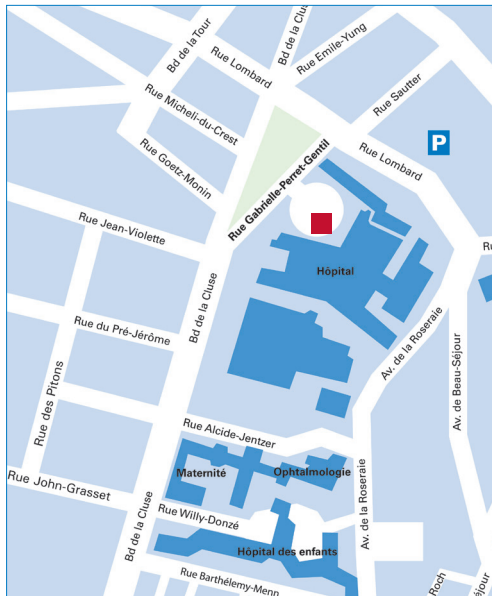 Bd de la Tour
Bd de la Clus
Rue Emile-Yung
Rue Lombard
Rue Sautter
Rue Micheli-du-Crest
P
Rue Goetz-Monin
Rue Lombard
Rue Gabrielle-Perret-Gentil
Rue Jean-Violette
Ru
Hôpital
Bd de la Cluse
Rue du Pré-Jérôme
Av. de la Roseraie
Av. de Beau-Séjour
Rue des Pitons
Rue Alcide-Jentzer
Maternité
Ophtalmologie
Rue John-Grasset
Bd de la Cluse
Av. de la Roseraie
Rue Willy-Donzé
Hôpital des enfants
Rue Barthélemy-Menn
Roch
éjour